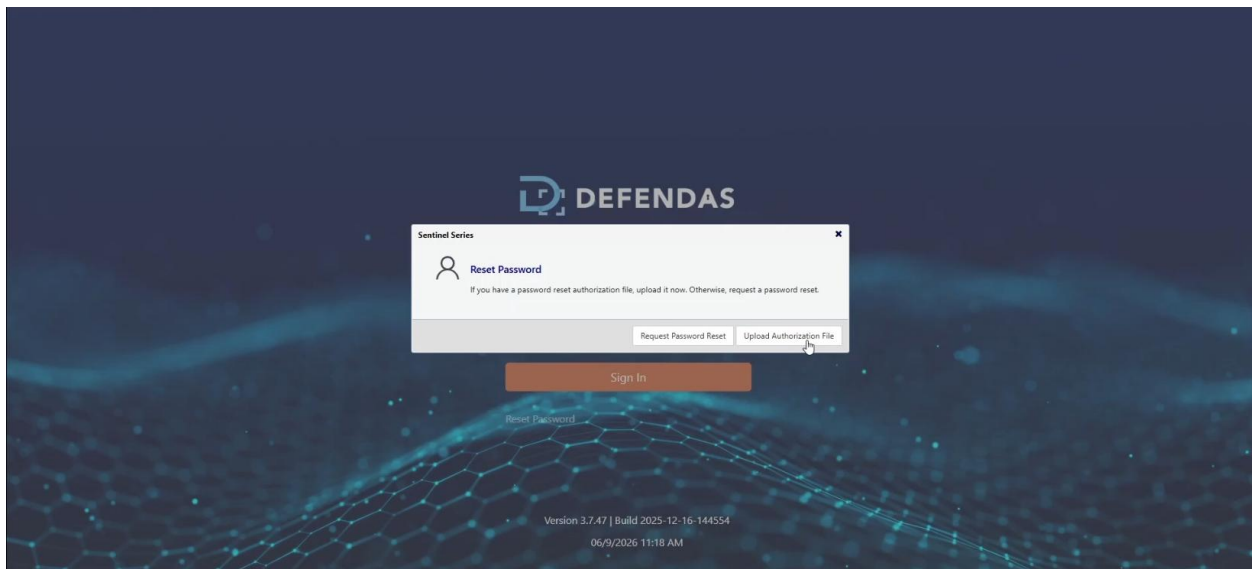 DEFENDAS
Sentinel Series
Reset Password
If you have a password reset authorization file, upload it now. Otherwise, request a password reset.
Request Password Reset Upload Authorization File
Sign In
Reset Password
Version 3.7.47 | Build 2025-12-16-144554
06/9/2026 11:18 AM